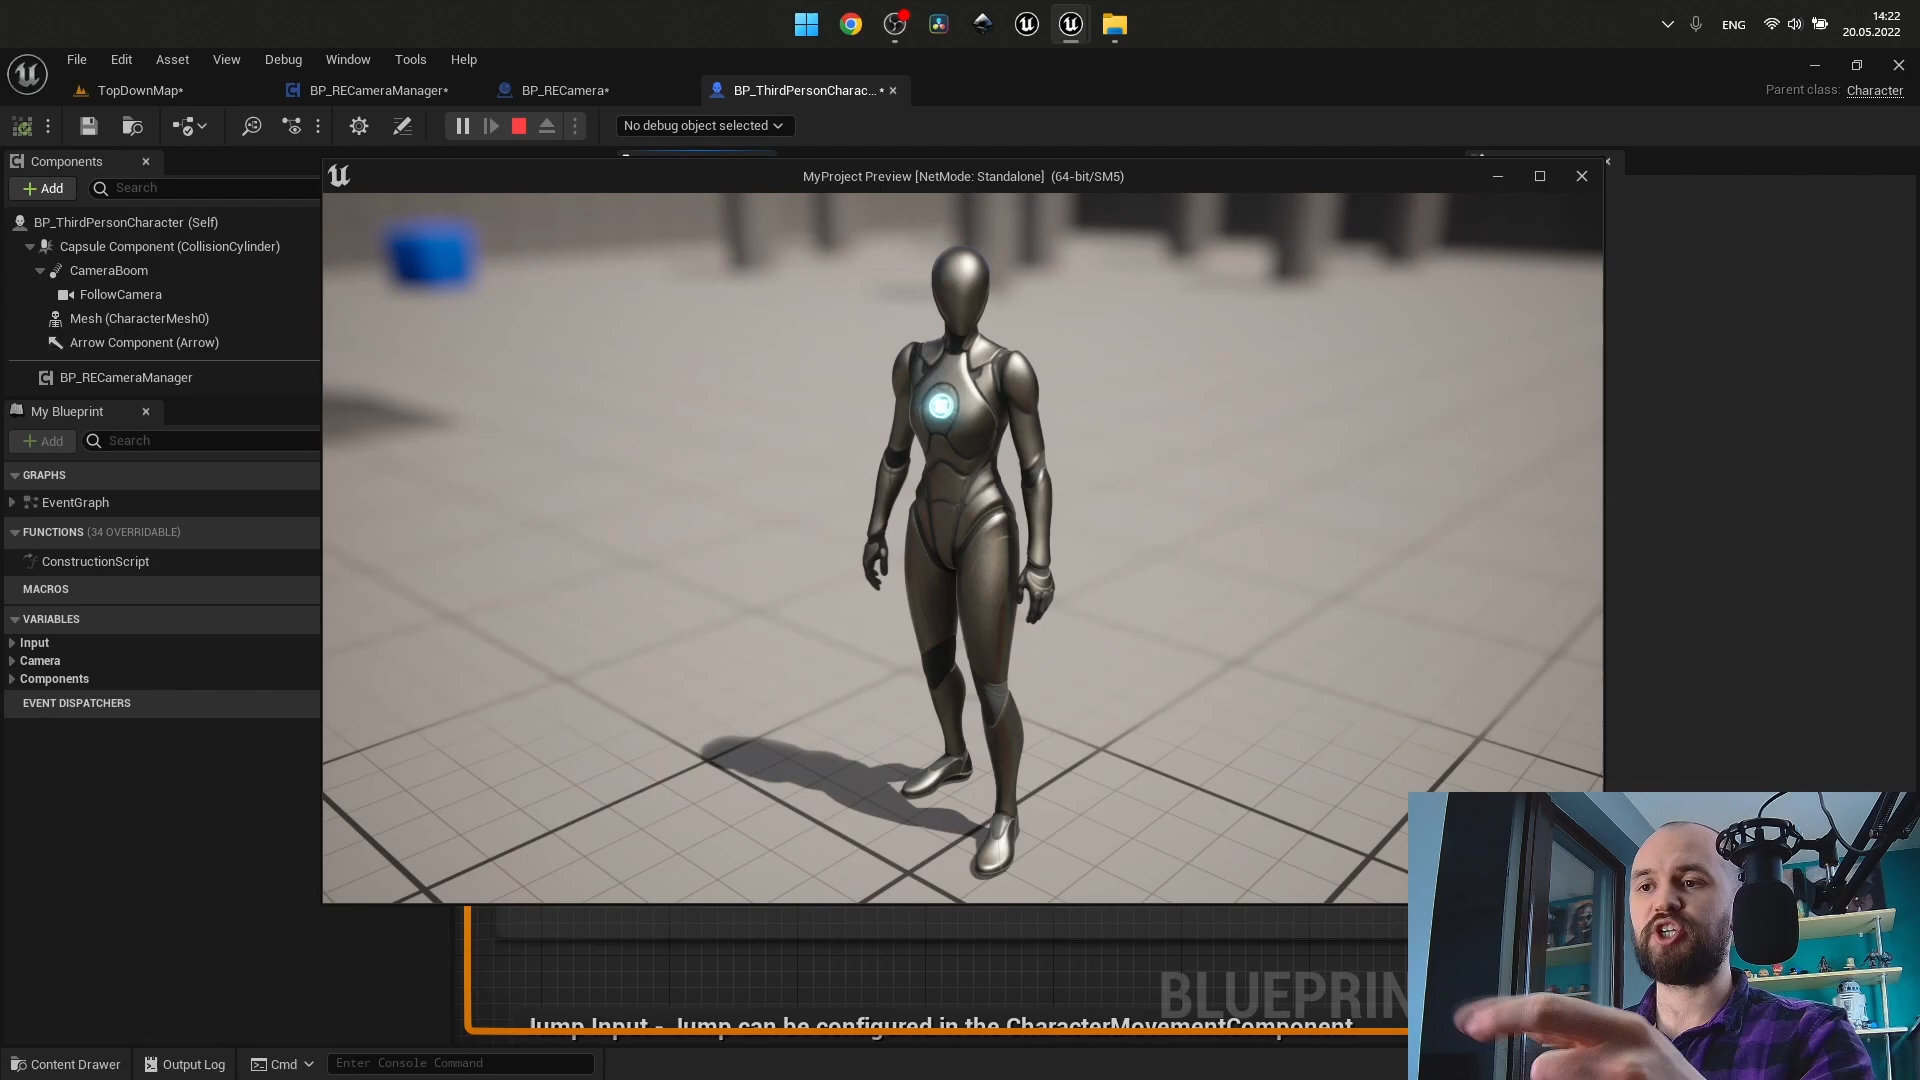 ENG
14:22
20.05.2022
File Edit Asset View Debug Window Tools Help
TopDownMap*
BP_RECameraManager*
BP_RECamera*
BP_ThirdPersonCharac... *
Parent class: Character
No debug object selected
Components
Add
Search
BP_ThirdPersonCharacter (Self)
Capsule Component (CollisionCylinder)
CameraBoom
FollowCamera
Mesh (CharacterMesh0)
Arrow Component (Arrow)
BP_RECameraManager
My Blueprint
Add
Search
GRAPHS
EventGraph
FUNCTIONS (34 OVERRIDABLE)
ConstructionScript
MACROS
VARIABLES
Input
Camera
Components
EVENT DISPATCHERS
MyProject Preview [NetMode: Standalone] (64-bit/SM5)
BLUEPRIN
Jump Input - Jump can be configured in the CharacterMovementComponent
Content Drawer
Output Log
Cmd
Enter Console Command